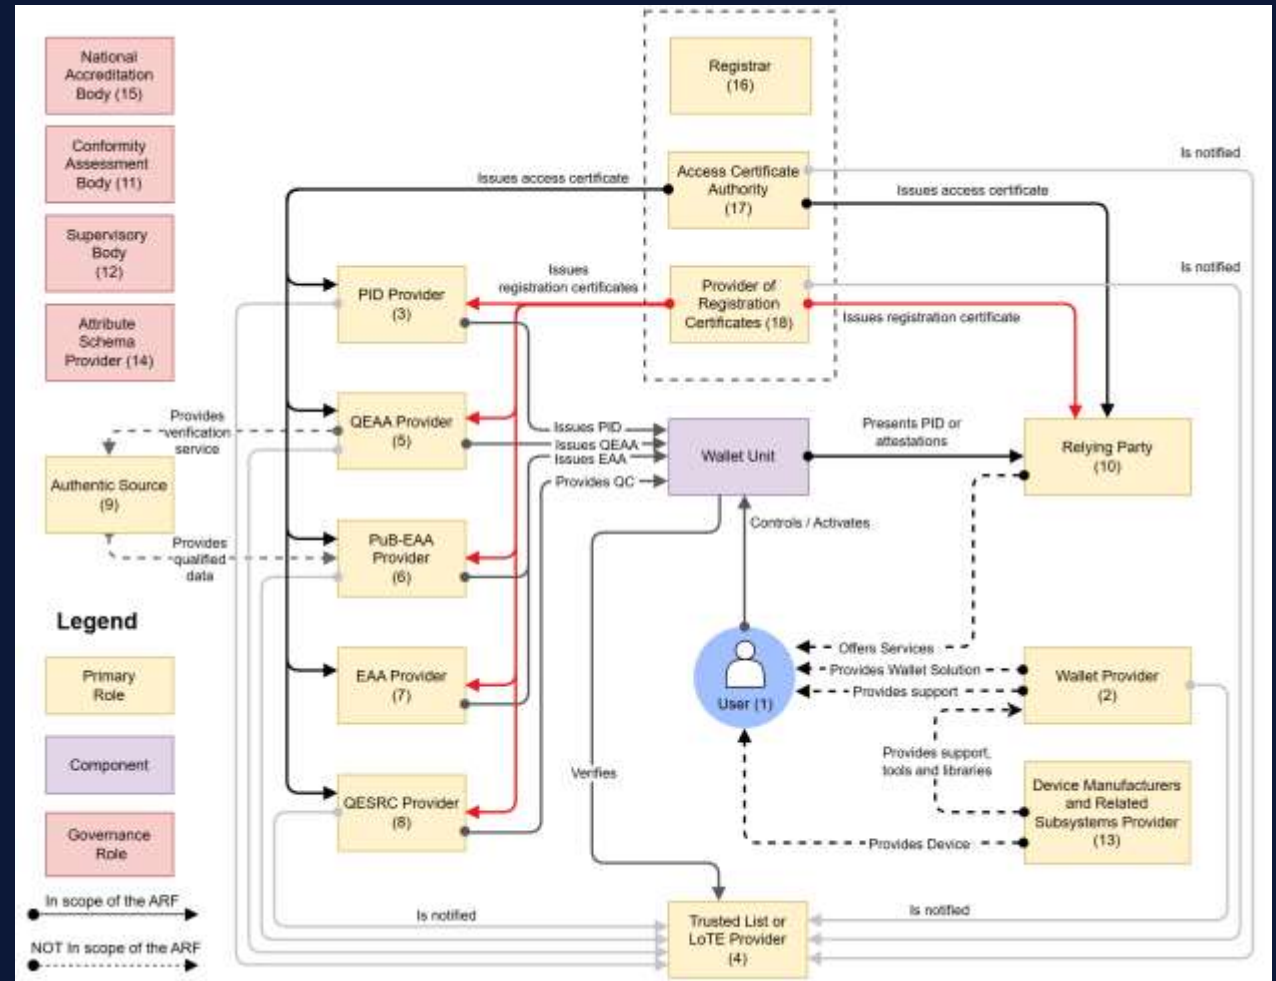 National
Accreditation
Body (15)
Conformity
Assessment
Body (11)
Supervisory
Body
(12)
Attribute
Schema
Provider (14)
Registrar
(16)
Access Certificate
Authority
(17)
Provider of
Registration
Certificates (18)
Issues access certificate
Issues access certificate
Is notified
Is notified
Issues
registration certificates
Issues registration certificate
PID Provider
(3)
QEAA Provider
(5)
PuB-EAA
Provider
(6)
EAA Provider
(7)
QESRC Provider
(8)
Provides
verification
service
Authentic Source
(9)
Provides
qualified
data
Issues PID
Issues QEAA
Issues EAA
Provides QC
Wallet Unit
Presents PID or
attestations
Relying Party
(10)
Controls / Activates
User (1)
Offers Services
Provides Wallet Solution
Provides support
Wallet Provider
(2)
Provides support,
tools and libraries
Device Manufacturers
and Related
Subsystems Provider
(13)
Provides Device
Verifies
Is notified
Is notified
Trusted List or
LoTE Provider
(4)
Legend
Primary
Role
Component
Governance
Role
In scope of the ARF
NOT In scope of the ARF